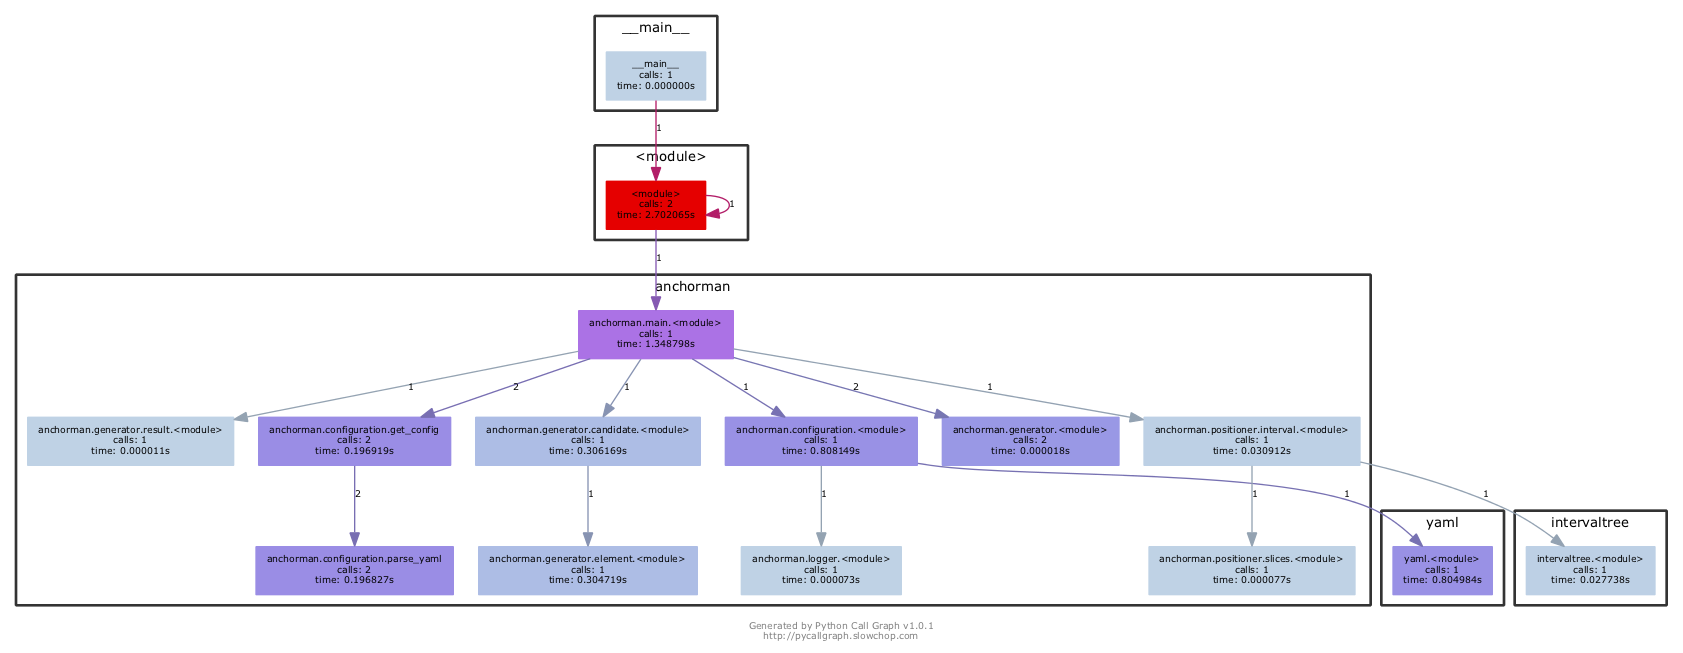 __main__
__main__
calls: 1
time: 0.000000s
1
<module>
<module>
calls: 2
time: 2.702065s
1
1
anchorman
anchorman.main.<module>
calls: 1
time: 1.348798s
1
2
1
1
2
1
anchorman.generator.result.<module>
calls: 1
time: 0.000011s
anchorman.configuration.get_config
calls: 2
time: 0.196919s
anchorman.generator.candidate.<module>
calls: 1
time: 0.306169s
anchorman.configuration.<module>
calls: 1
time: 0.808149s
anchorman.generator.<module>
calls: 2
time: 0.000018s
anchorman.positioner.interval.<module>
calls: 1
time: 0.030912s
2
1
1
1
1
1
anchorman.configuration.parse_yaml
calls: 2
time: 0.196827s
anchorman.generator.element.<module>
calls: 1
time: 0.304719s
anchorman.logger.<module>
calls: 1
time: 0.000073s
anchorman.positioner.slices.<module>
calls: 1
time: 0.000077s
yaml
yaml.<module>
calls: 1
time: 0.804984s
intervaltree
intervaltree.<module>
calls: 1
time: 0.027738s
Generated by Python Call Graph v1.0.1
http://pycallgraph.slowchop.com